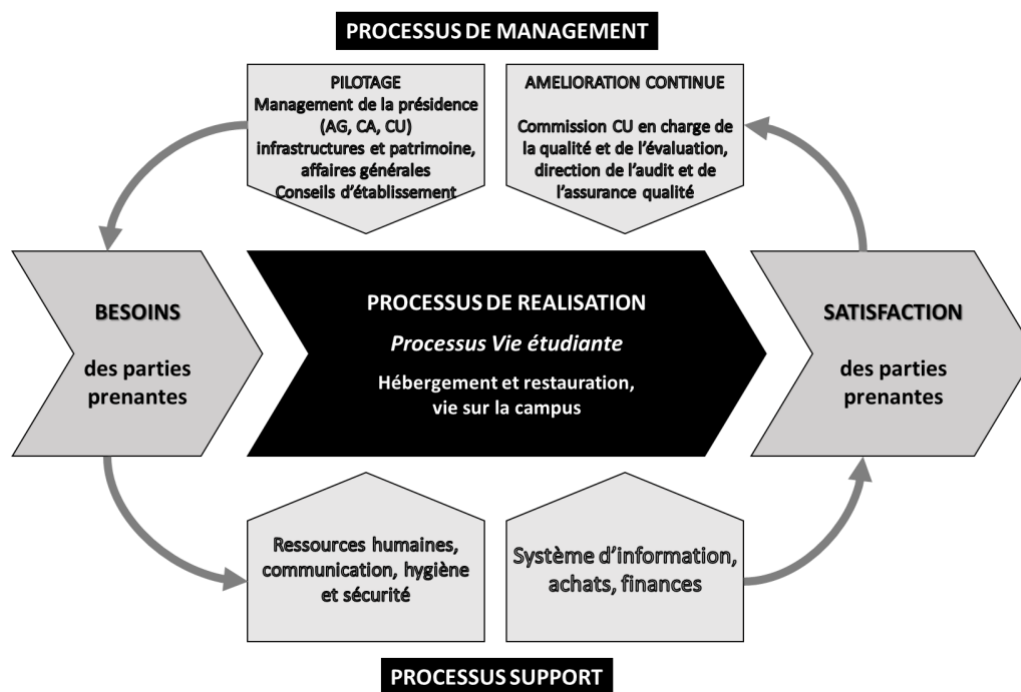 PROCESSUS DE MANAGEMENT
PILOTAGE
Management de la présidence
(AG, CA, CU)
infrastructures et patrimoine,
affaires générales
Conseils d'établissement
AMELIORATION CONTINUE
Commission CU en charge de
la qualité et de l'évaluation,
direction de l'audit et de
l'assurance qualité
BESOINS
des parties
prenantes
PROCESSUS DE REALISATION
Processus Vie étudiante
Hébergement et restauration,
vie sur la campus
SATISFACTION
des parties
prenantes
Ressources humaines,
communication, hygiène
et sécurité
Système d'information,
achats, finances
PROCESSUS SUPPORT